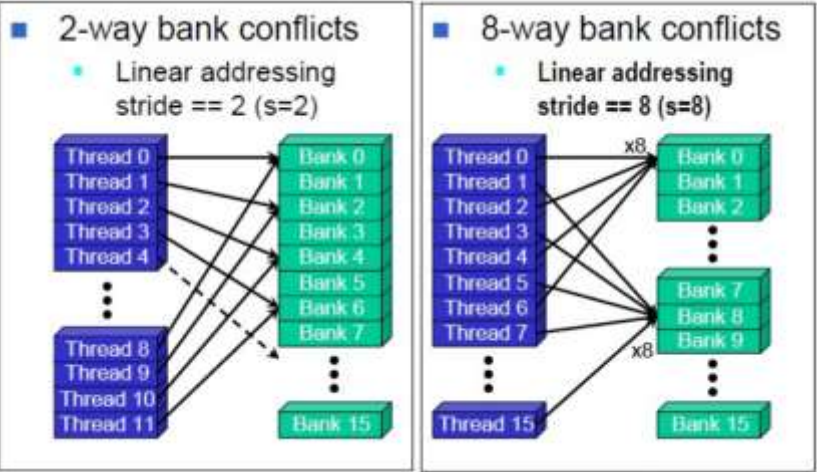 2-way bank conflicts
Linear addressing
stride == 2 (s=2)
Thread 0
Thread 1
Thread 2
Thread 3
Thread 4
Thread 8
Thread 9
Thread 10
Thread 11
Bank 0
Bank 1
Bank 2
Bank 3
Bank 4
Bank 5
Bank 6
Bank 7
Bank 15
8-way bank conflicts
Linear addressing
stride == 8 (s=8)
Thread 0
Thread 1
Thread 2
Thread 3
Thread 4
Thread 5
Thread 6
Thread 7
Thread 15
x8
Bank 0
Bank 1
Bank 2
Bank 7
Bank 8
Bank 9
x8
Bank 15